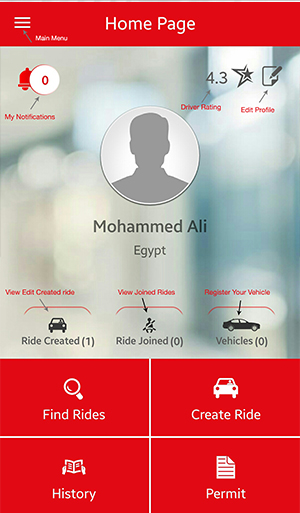 Home Page
Main Menu
0
4.3
My Notifications
Driver Rating
Edit Profile
Mohammed Ali
Egypt
View Edit Created ride
View Joined Rides
Register Your Vehicle
Ride Created (1)
Ride Joined (0)
Vehicles (0)
Find Rides
Create Ride
History
Permit